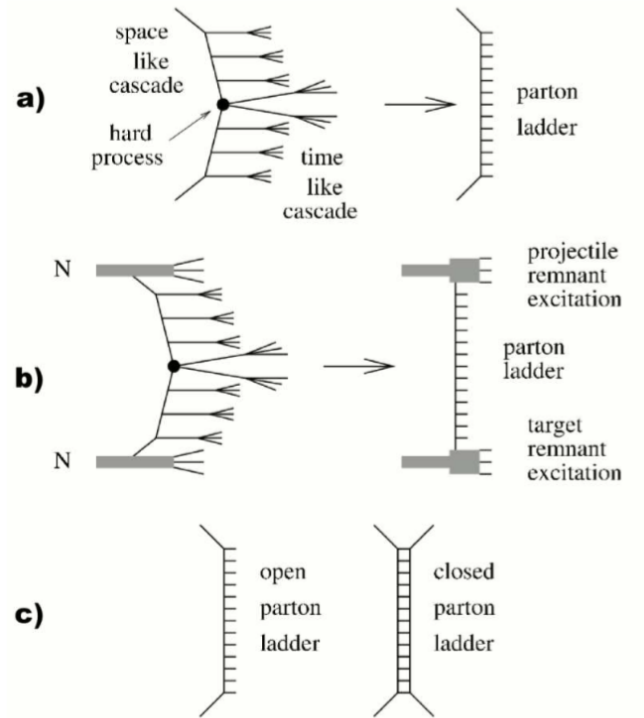 a)
space
like
cascade
hard
process
time
like
cascade
parton
ladder
b)
N
N
projectile
remnant
excitation
parton
ladder
target
remnant
excitation
c)
open
parton
ladder
closed
parton
ladder